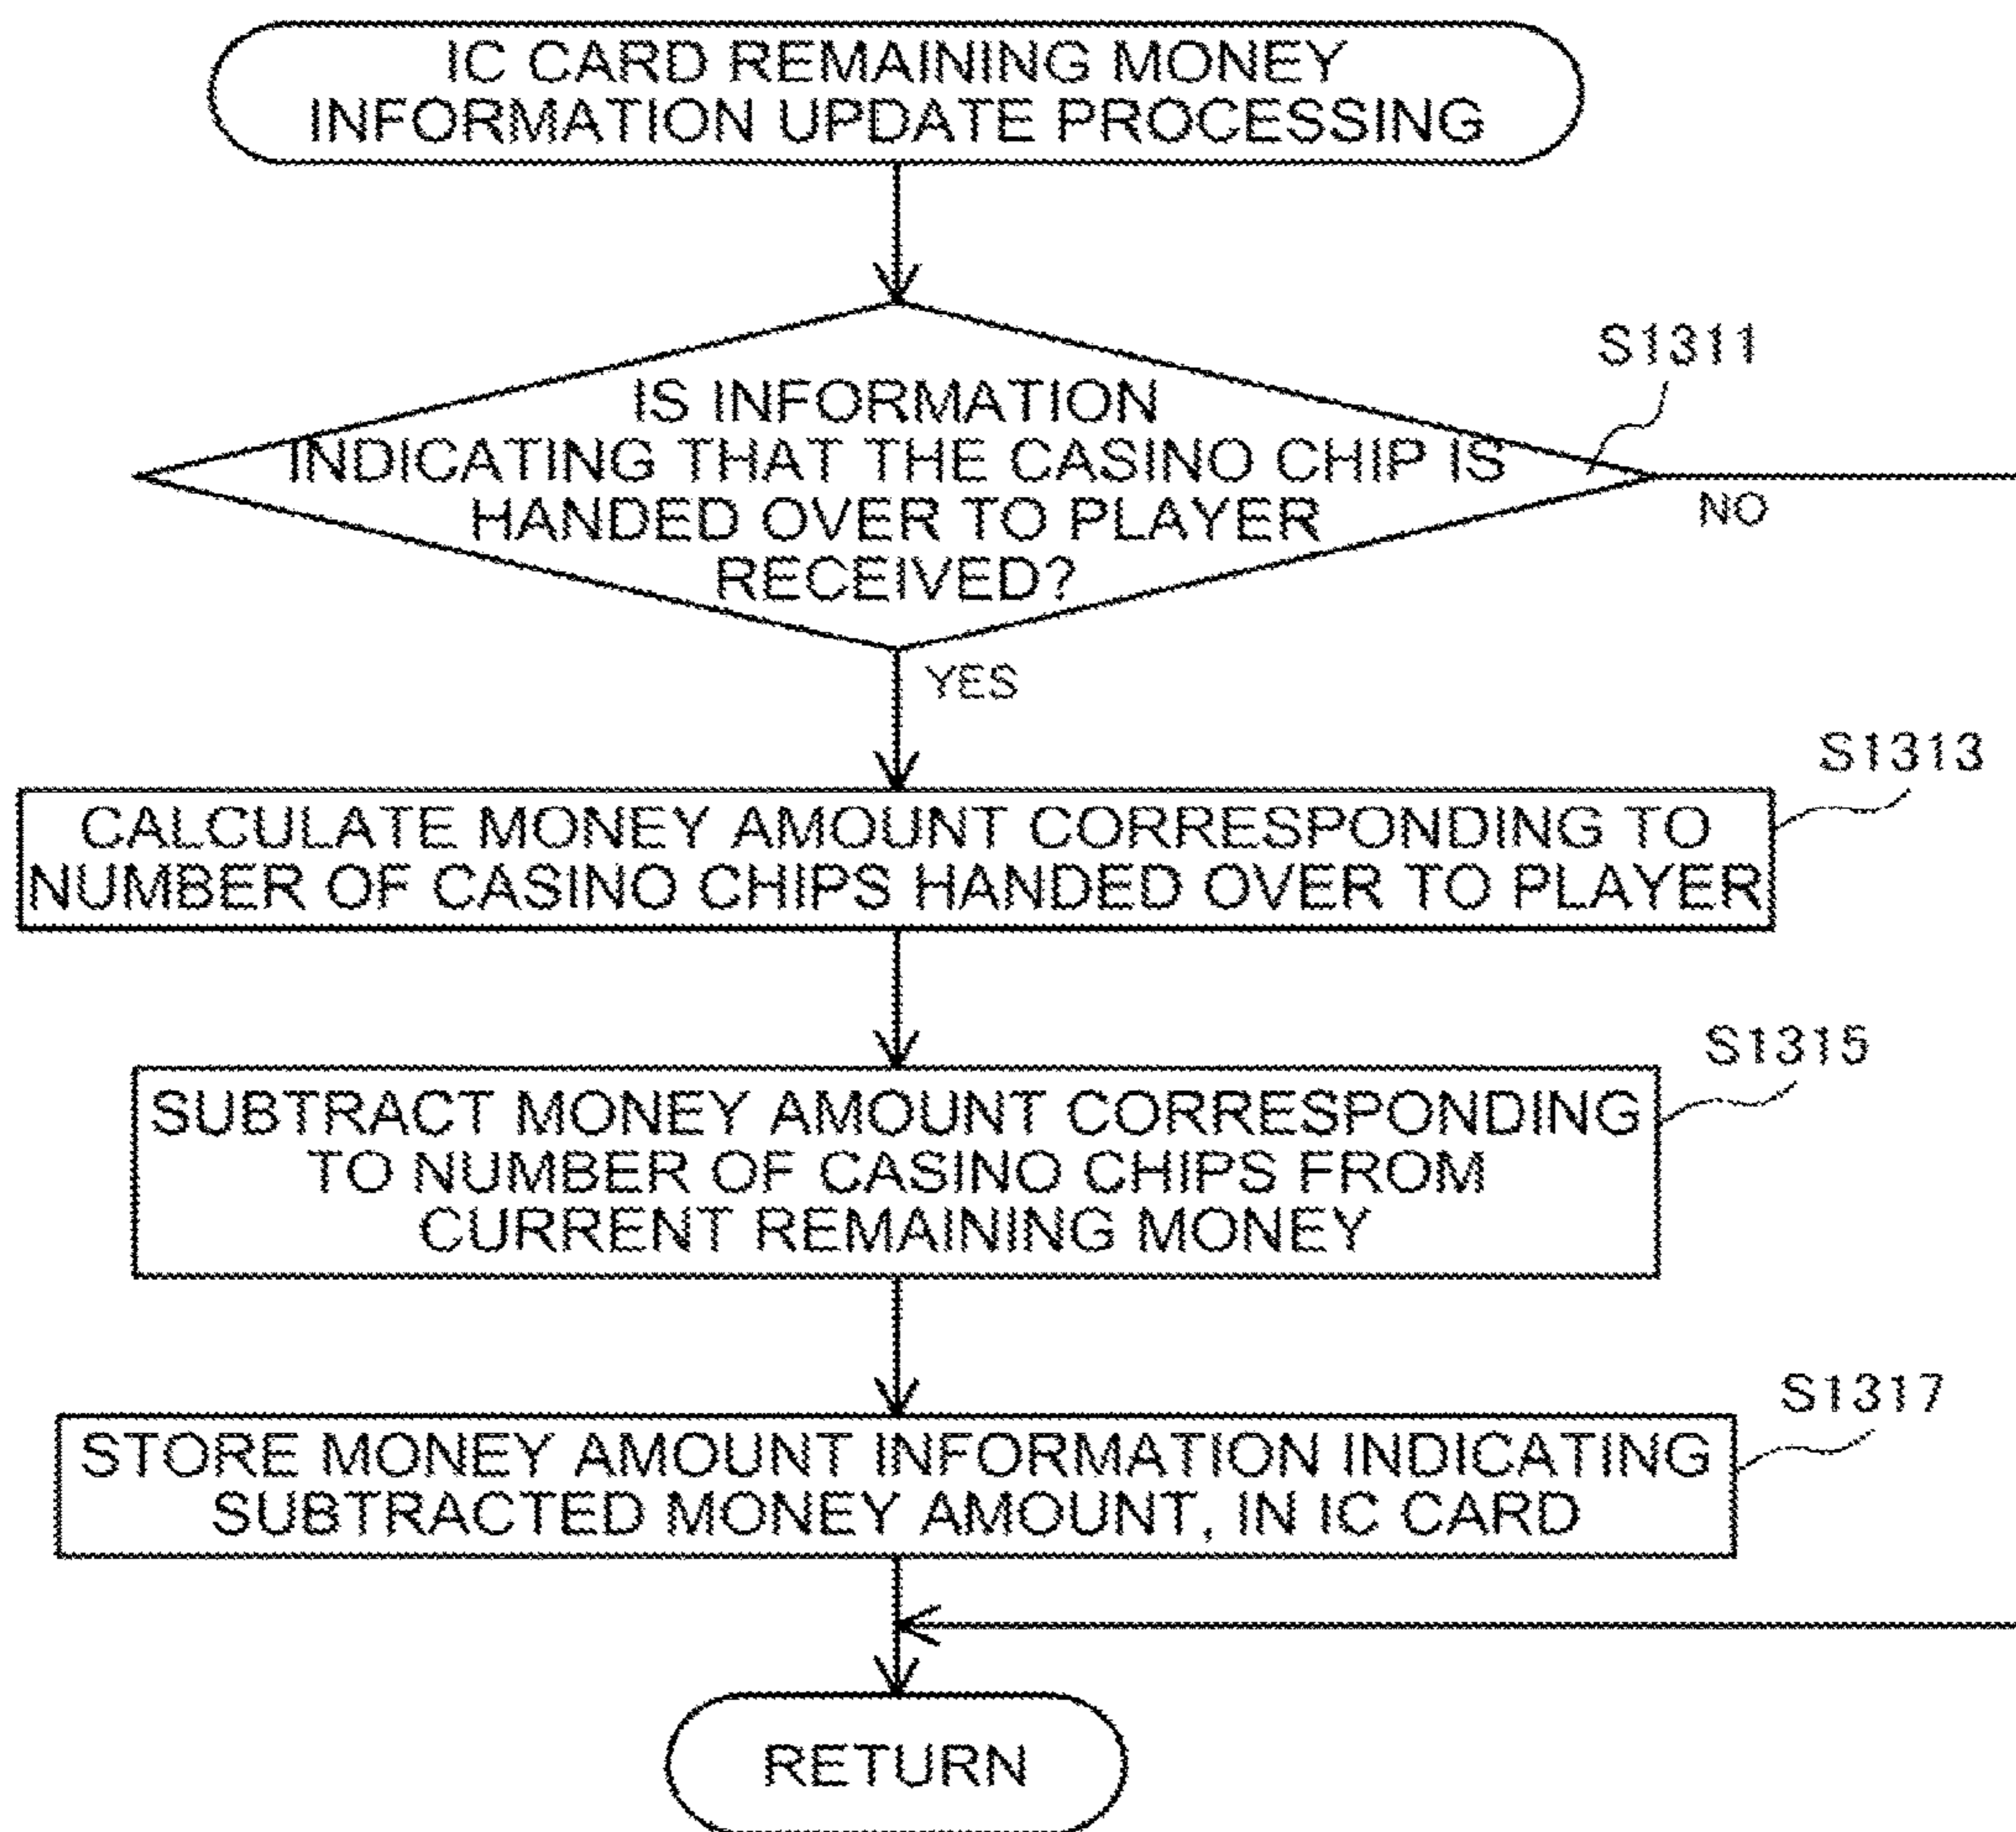 IC CARD REMAINING MONEY
INFORMATION UPDATE PROCESSING
S1311
IS INFORMATION
INDICATING THAT THE CASINO CHIP IS
HANDED OVER TO PLAYER
RECEIVED?
NO
YES
S1313
CALCULATE MONEY AMOUNT CORRESPONDING TO
NUMBER OF CASINO CHIPS HANDED OVER TO PLAYER
S1315
SUBTRACT MONEY AMOUNT CORRESPONDING
TO NUMBER OF CASINO CHIPS FROM
CURRENT REMAINING MONEY
S1317
STORE MONEY AMOUNT INFORMATION INDICATING
SUBTRACTED MONEY AMOUNT, IN IC CARD
RETURN